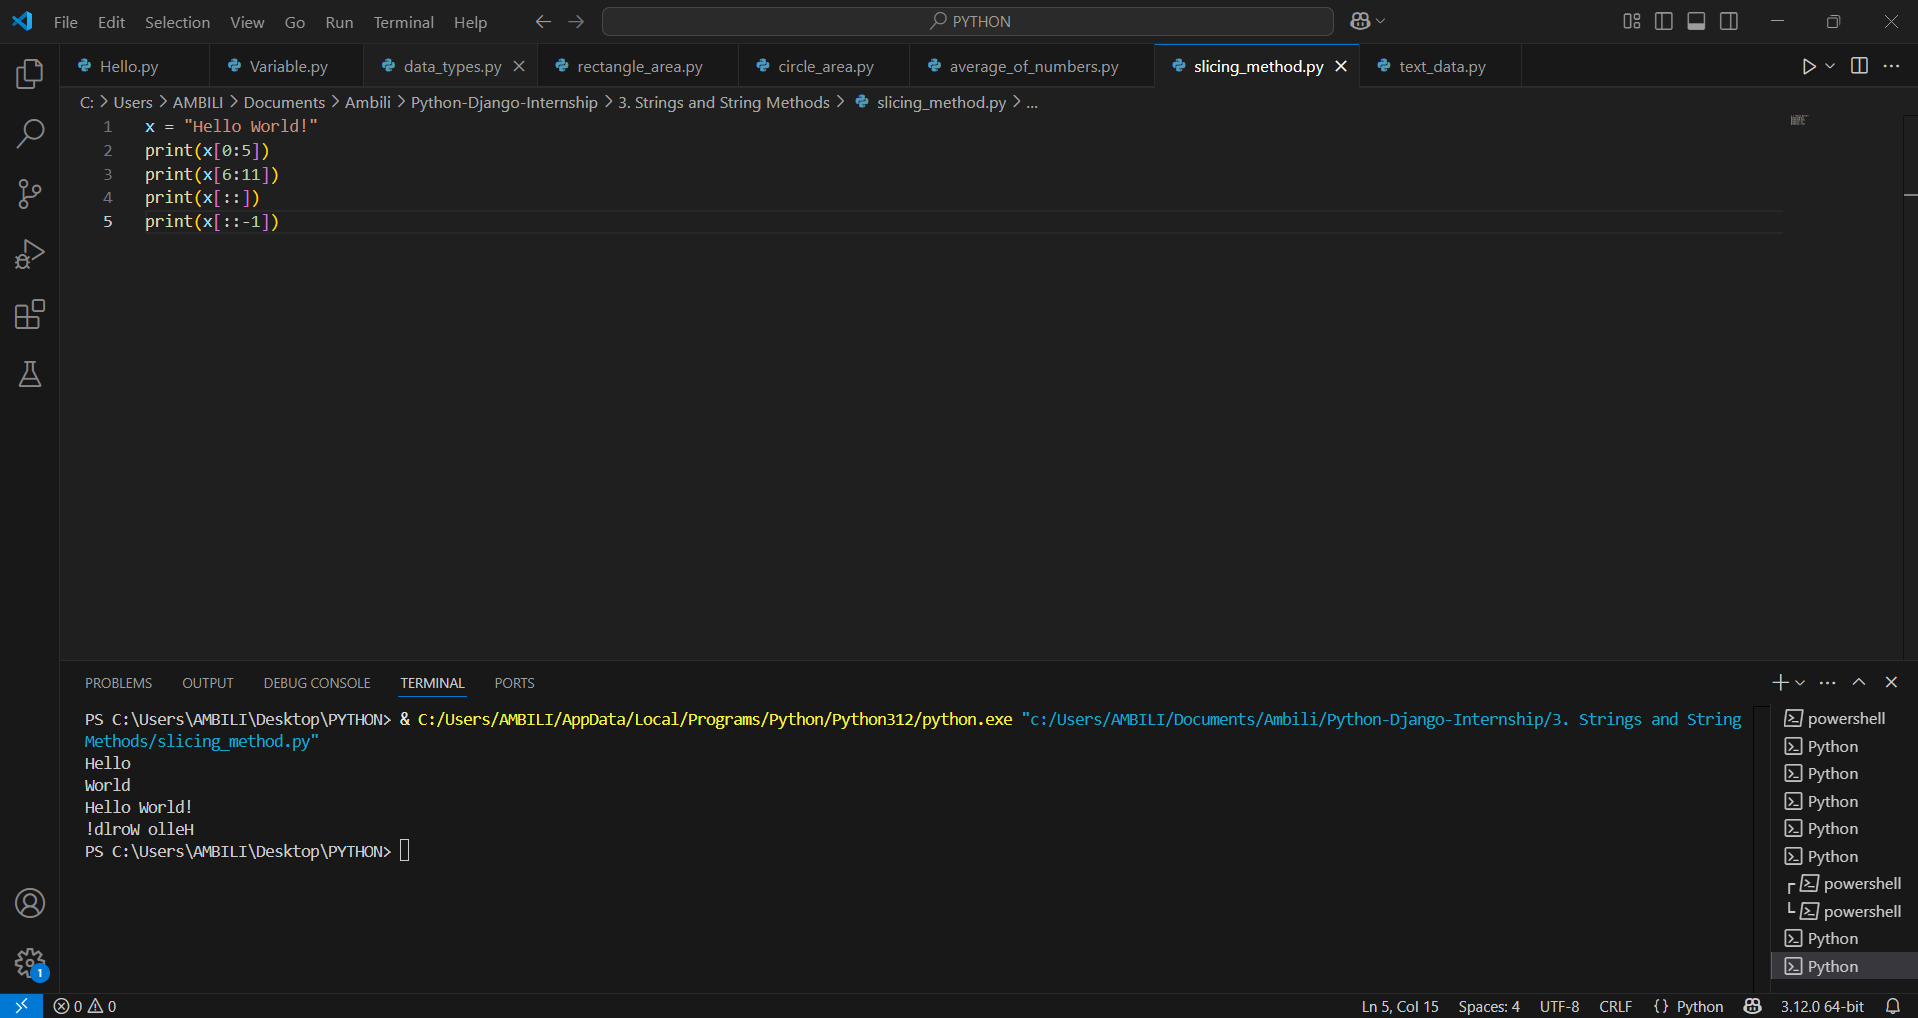 File Edit Selection View Go Run Terminal Help PYTHON
Hello.py Variable.py data_types.py rectangle_area.py circle_area.py average_of_numbers.py slicing_method.py text_data.py
C: > Users > AMBILI > Documents > Ambili > Python-Django-Internship > 3. Strings and String Methods > slicing_method.py > ...
1 x = "Hello World!"
2 print(x[0:5])
3 print(x[6:11])
4 print(x[::])
5 print(x[::-1])
PROBLEMS OUTPUT DEBUG CONSOLE TERMINAL PORTS
PS C:\Users\AMBILI\Desktop\PYTHON> & C:/Users/AMBILI/AppData/Local/Programs/Python/Python312/python.exe "c:/Users/AMBILI/Documents/Ambili/Python-Django-Internship/3. Strings and String
Methods/slicing_method.py"
Hello
World
Hello World!
!dlroW olleH
PS C:\Users\AMBILI\Desktop\PYTHON>
powershell
Python
Python
Python
Python
Python
powershell
powershell
Python
Python
1
0 0 Ln 5, Col 15 Spaces: 4 UTF-8 CRLF {} Python 3.12.0 64-bit